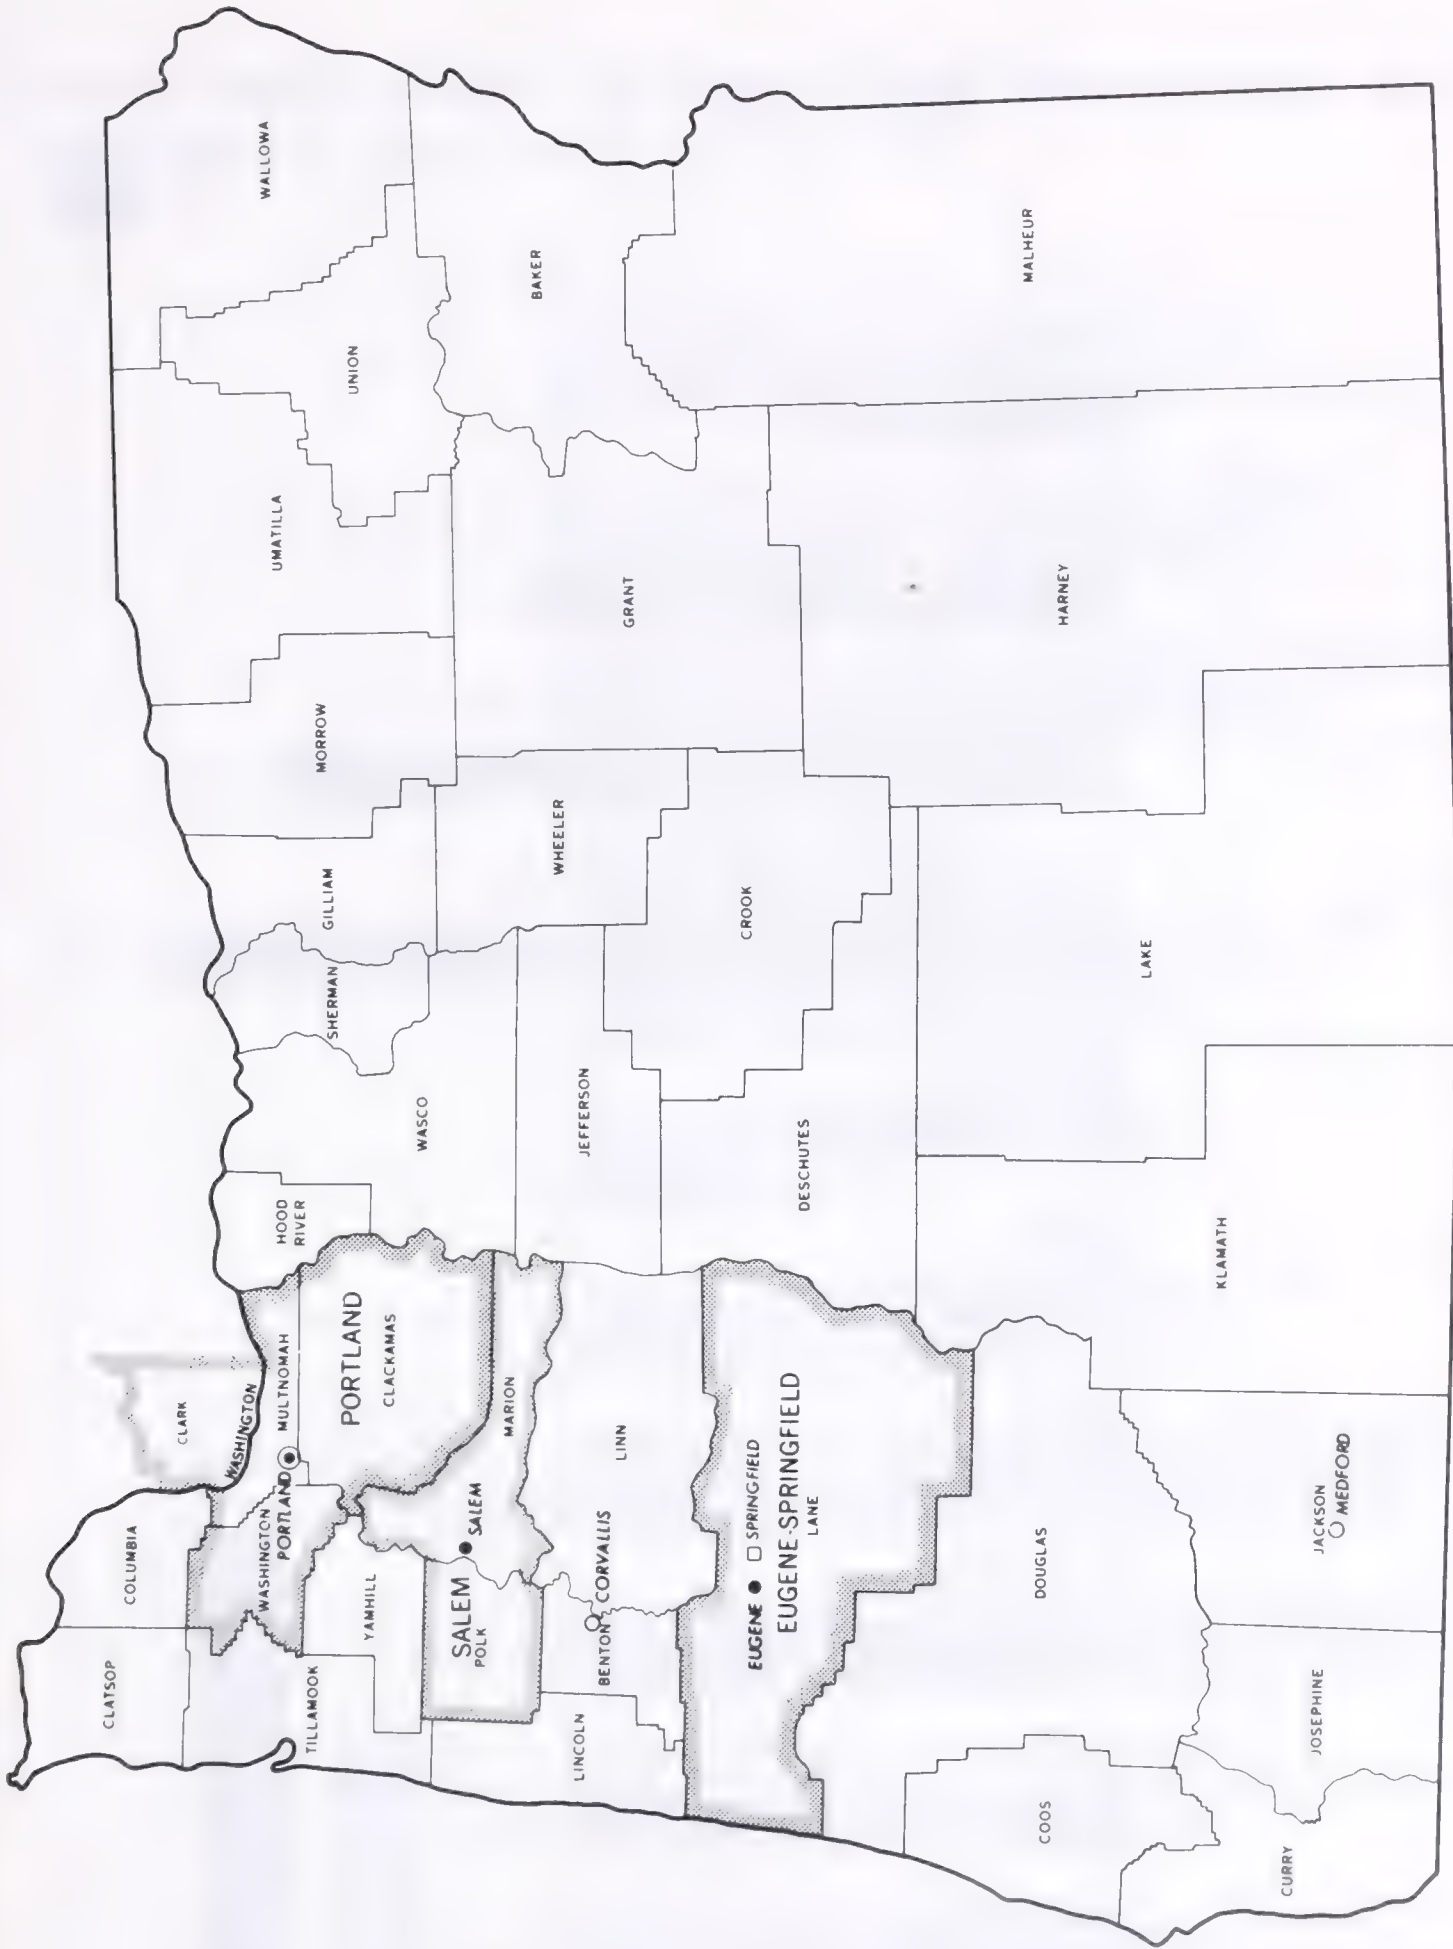 CLATSOP
COLUMBIA
CLARK
WASHINGTON
TILLAMOOK
WASHINGTON
PORTLAND
MULTNOMAH
HOOD
RIVER
PORTLAND
CLACKAMAS
YAMHILL
SALEM
POLK
SALEM
MARION
WASCO
SHERMAN
GILLIAM
MORROW
UMATILLA
UNION
WALLOWA
LINCOLN
BENTON
CORVALLIS
LINN
JEFFERSON
WHEELER
GRANT
BAKER
EUGENE
SPRINGFIELD
EUGENE-SPRINGFIELD
LANE
DESCHUTES
CROOK
COOS
DOUGLAS
KLAMATH
LAKE
HARNEY
MALHEUR
CURRY
JOSEPHINE
JACKSON
MEDFORD